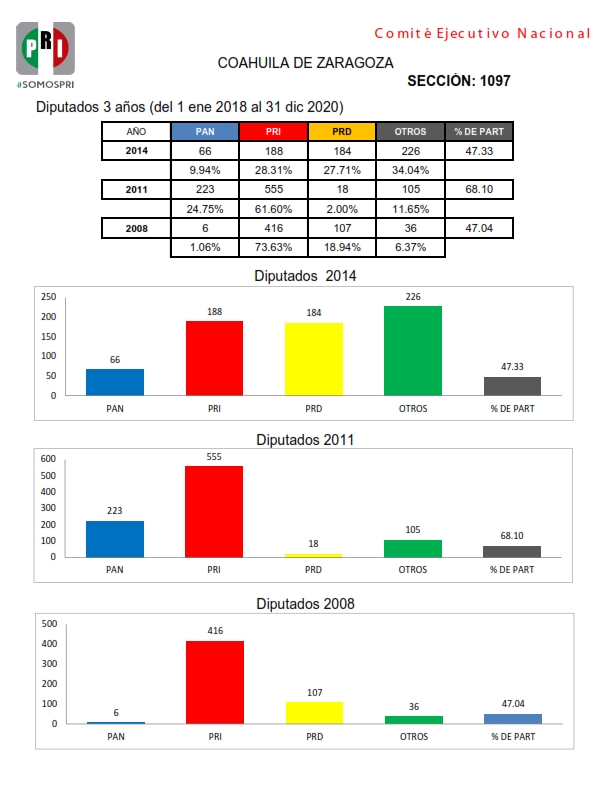 PRI
#SOMOSPRI
Comité Ejecutivo Nacional
COAHUILA DE ZARAGOZA
SECCIÓN: 1097
Diputados 3 años (del 1 ene 2018 al 31 dic 2020)
AÑO PAN PRI PRD OTROS % DE PART
2014 66 188 184 226 47.33
9.94% 28.31% 27.71% 34.04%
2011 223 555 18 105 68.10
24.75% 61.60% 2.00% 11.65%
2008 6 416 107 36 47.04
1.06% 73.63% 18.94% 6.37%
Diputados 2014
250
200
150
100
50
0
66 188 184 226 47.33
PAN PRI PRD OTROS % DE PART
Diputados 2011
600
500
400
300
200
100
0
223 555 18 105 68.10
PAN PRI PRD OTROS % DE PART
Diputados 2008
500
400
300
200
100
0
6 416 107 36 47.04
PAN PRI PRD OTROS % DE PART